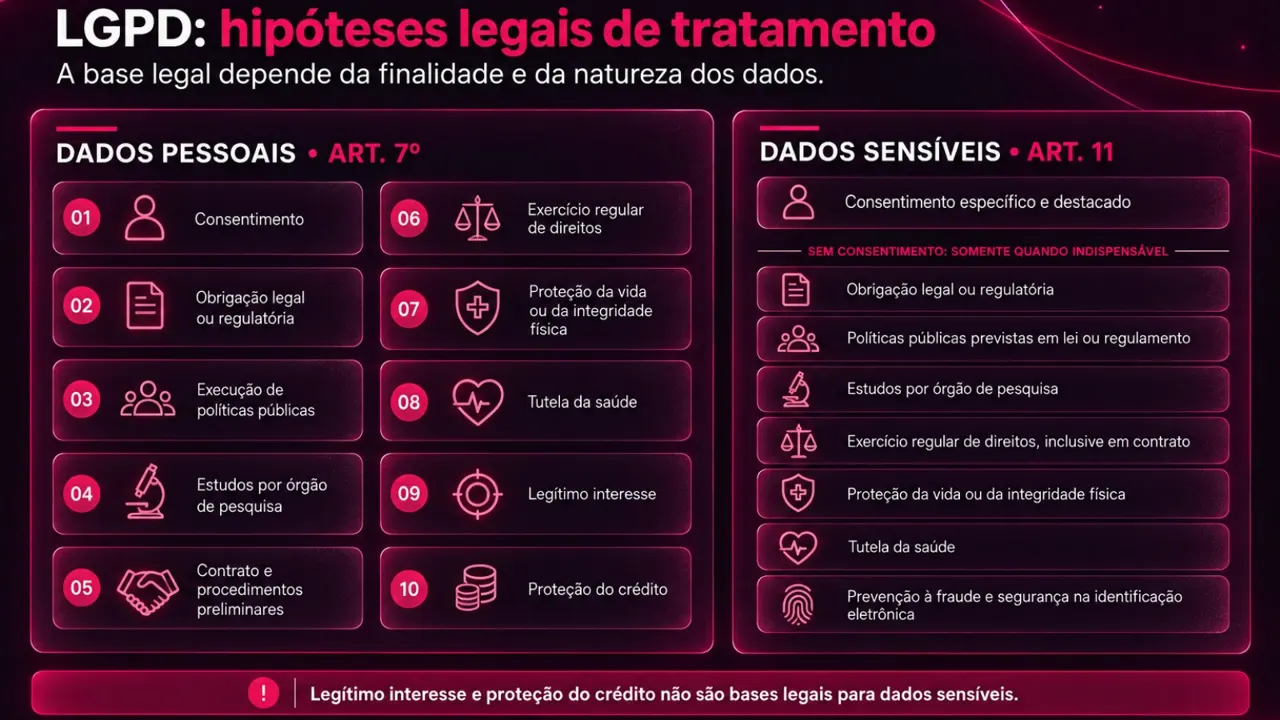 LGPD: hipóteses legais de tratamento
A base legal depende da finalidade e da natureza dos dados.
DADOS PESSOAIS • ART. 7º
01
Consentimento
02
Obrigação legal
ou regulatória
03
Execução de
políticas públicas
04
Estudos por órgão
de pesquisa
05
Contrato e
procedimentos
preliminares
06
Exercício regular
de direitos
07
Proteção da vida
ou da integridade
física
08
Tutela da saúde
09
Legítimo interesse
10
Proteção do crédito
DADOS SENSÍVEIS • ART. 11
Consentimento específico e destacado
SEM CONSENTIMENTO: SOMENTE QUANDO INDISPENSÁVEL
Obrigação legal ou regulatória
Políticas públicas previstas em lei ou regulamento
Estudos por órgão de pesquisa
Exercício regular de direitos, inclusive em contrato
Proteção da vida ou da integridade física
Tutela da saúde
Prevenção à fraude e segurança na identificação
eletrônica
! Legítimo interesse e proteção do crédito não são bases legais para dados sensíveis.